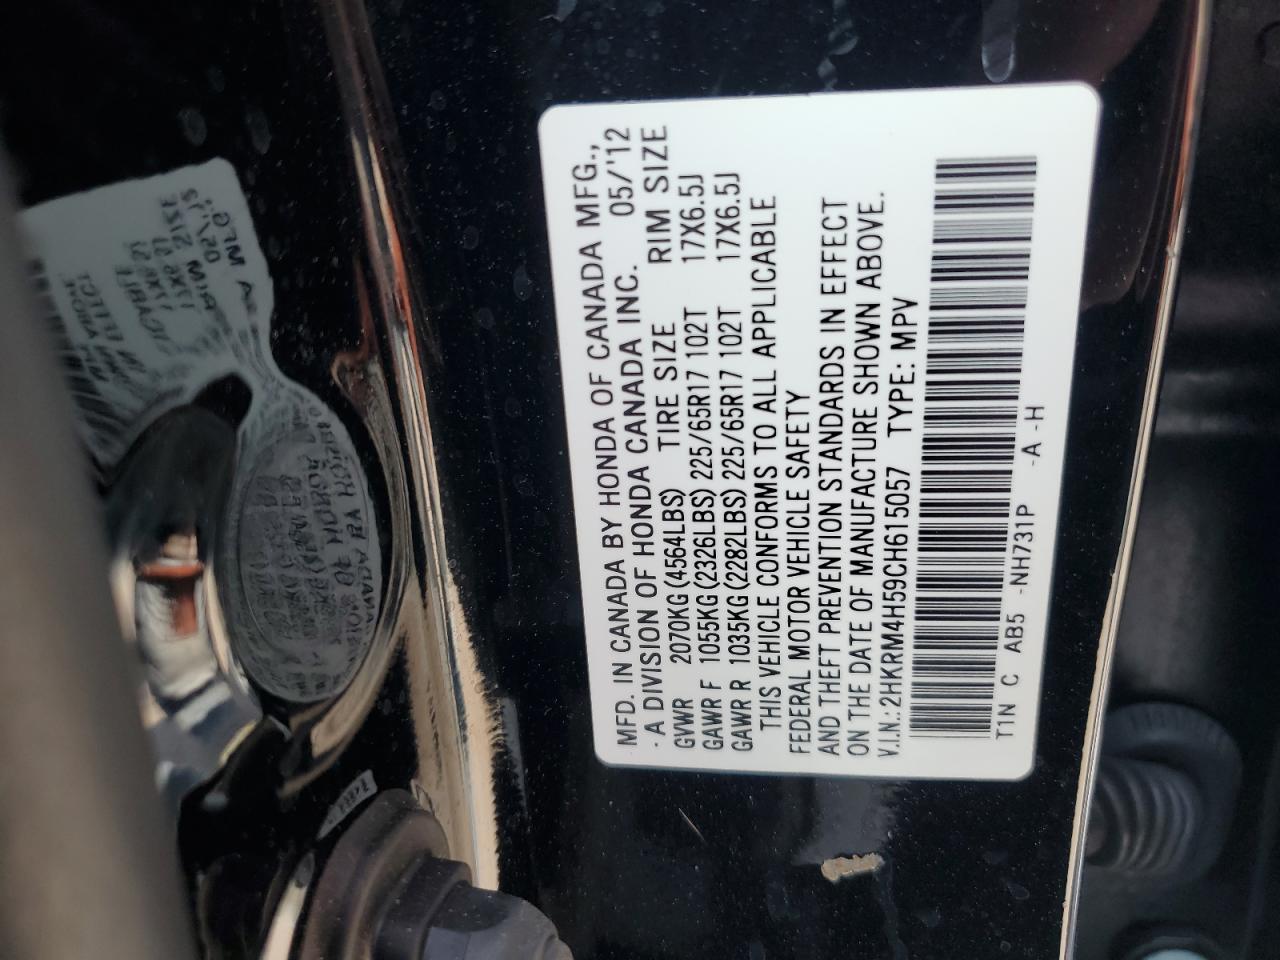 MFD. IN CANADA BY HONDA OF CANADA MFG.,
- A DIVISION OF HONDA CANADA INC. 05/'12
GVWR 2070KG(4564LBS) TIRE SIZE RIM SIZE
GAWR F 1055KG(2326LBS) 225/65R17 102T 17X6.5J
GAWR R 1035KG(2282LBS) 225/65R17 102T 17X6.5J
THIS VEHICLE CONFORMS TO ALL APPLICABLE
FEDERAL MOTOR VEHICLE SAFETY
AND THEFT PREVENTION STANDARDS IN EFFECT
ON THE DATE OF MANUFACTURE SHOWN ABOVE.
V.I.N.:2HKRM4H59CH615057 TYPE: MPV
T1N C AB5 -NH731P -A -H